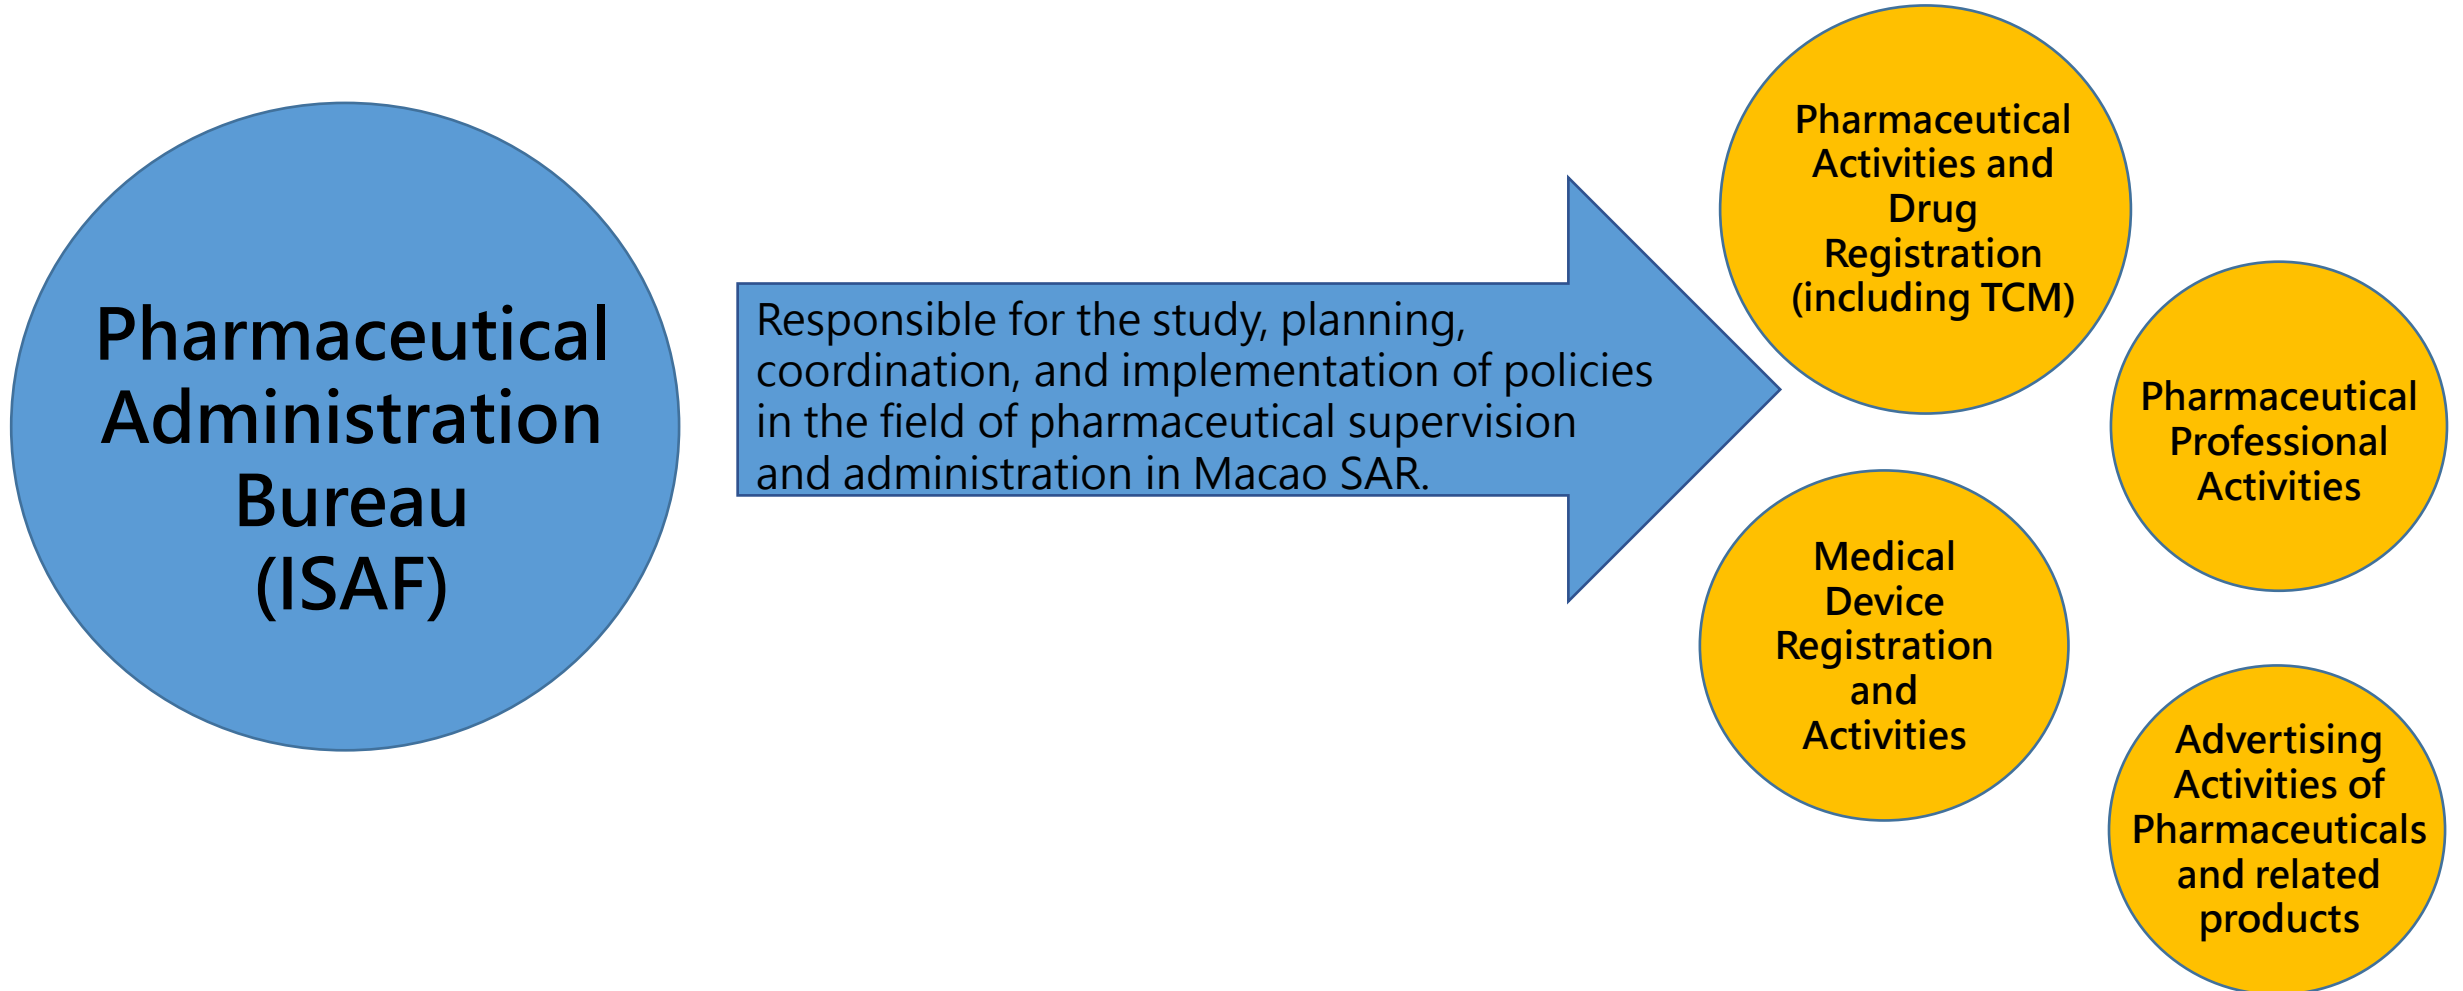 Pharmaceutical
Administration
Bureau
(ISAF)
Responsible for the study, planning,
coordination, and implementation of policies
in the field of pharmaceutical supervision
and administration in Macao SAR.
Pharmaceutical
Activities and
Drug
Registration
(including TCM)
Pharmaceutical
Professional
Activities
Medical
Device
Registration
and
Activities
Advertising
Activities of
Pharmaceuticals
and related
products